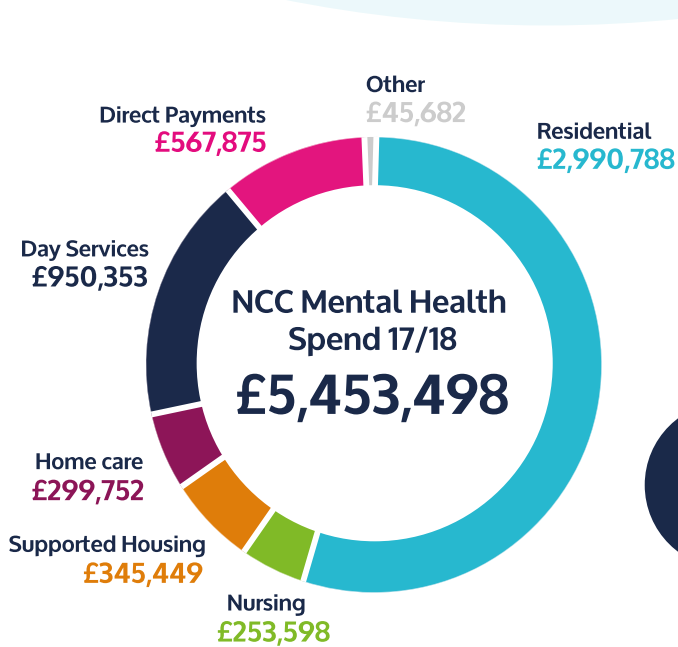 Other
£45,682
Direct Payments
£567,875
Residential
£2,990,788
Day Services
£950,353
NCC Mental Health
Spend 17/18
£5,453,498
Home care
£299,752
Supported Housing
£345,449
Nursing
£253,598